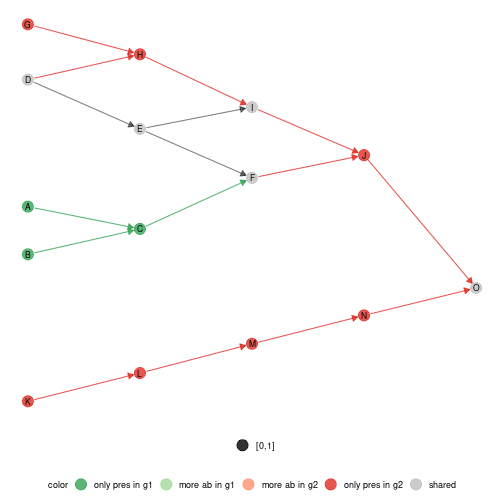 G
H
D
I
E
J
F
A
C
B
O
N
M
L
K
[0,1]
color only pres in g1 more ab in g1 more ab in g2 only pres in g2 shared